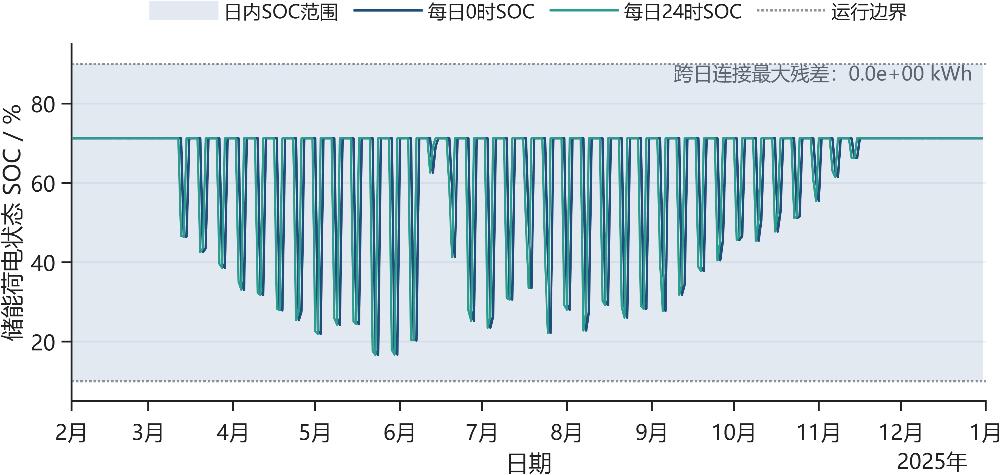 日内SOC范围 每日0时SOC 每日24时SOC 运行边界
跨日连接最大残差：0.0e+00 kWh
储能荷电状态 SOC / %
80
60
40
20
2月 3月 4月 5月 6月 7月 8月 9月 10月 11月 12月 1月
日期
2025年